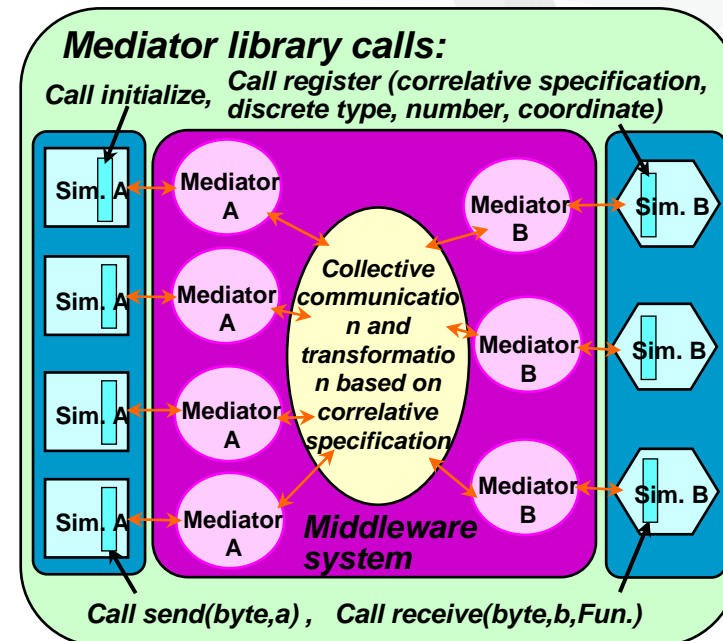 Mediator library calls:
Call initialize,
Call register (correlative specification,
discrete type, number, coordinate)
Sim. A
Mediator
A
Sim. A
Mediator
A
Sim. A
Mediator
A
Sim. A
Mediator
A
Collective
communicatio
n and
transformatio
n based on
correlative
specification
Mediator
B
Sim. B
Mediator
B
Sim. B
Mediator
B
Sim. B
Middleware
system
Call send(byte,a) ,
Call receive(byte,b,Fun.)